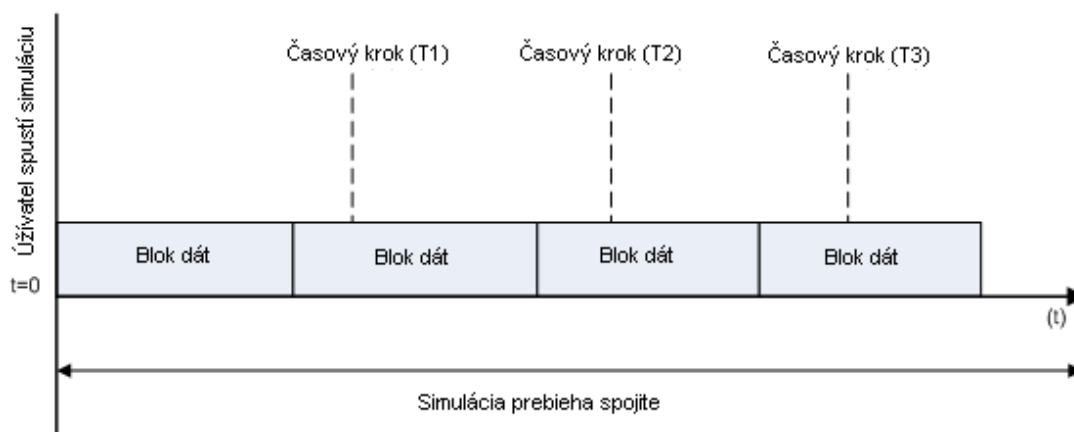 Úžívatel spustí simuláciu
Časový krok (T1)
Časový krok (T2)
Časový krok (T3)
Blok dát
Blok dát
Blok dát
Blok dát
t=0
(t)
Simulácia prebieha spojite